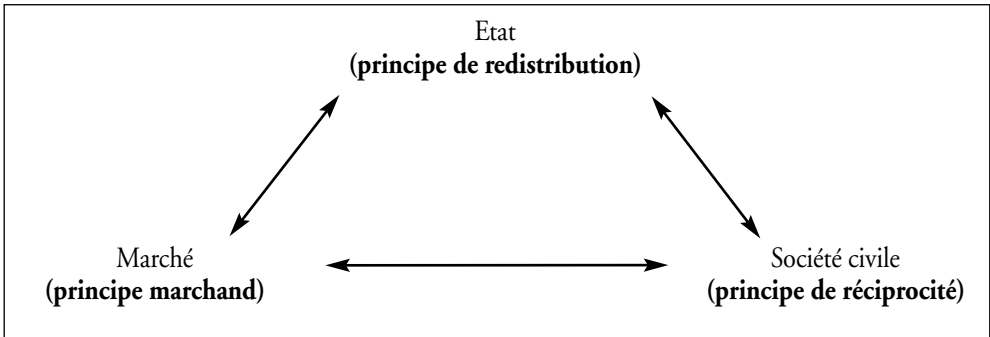 Etat
(principe de redistribution)
Marché
(principe marchand)
Société civile
(principe de réciprocité)